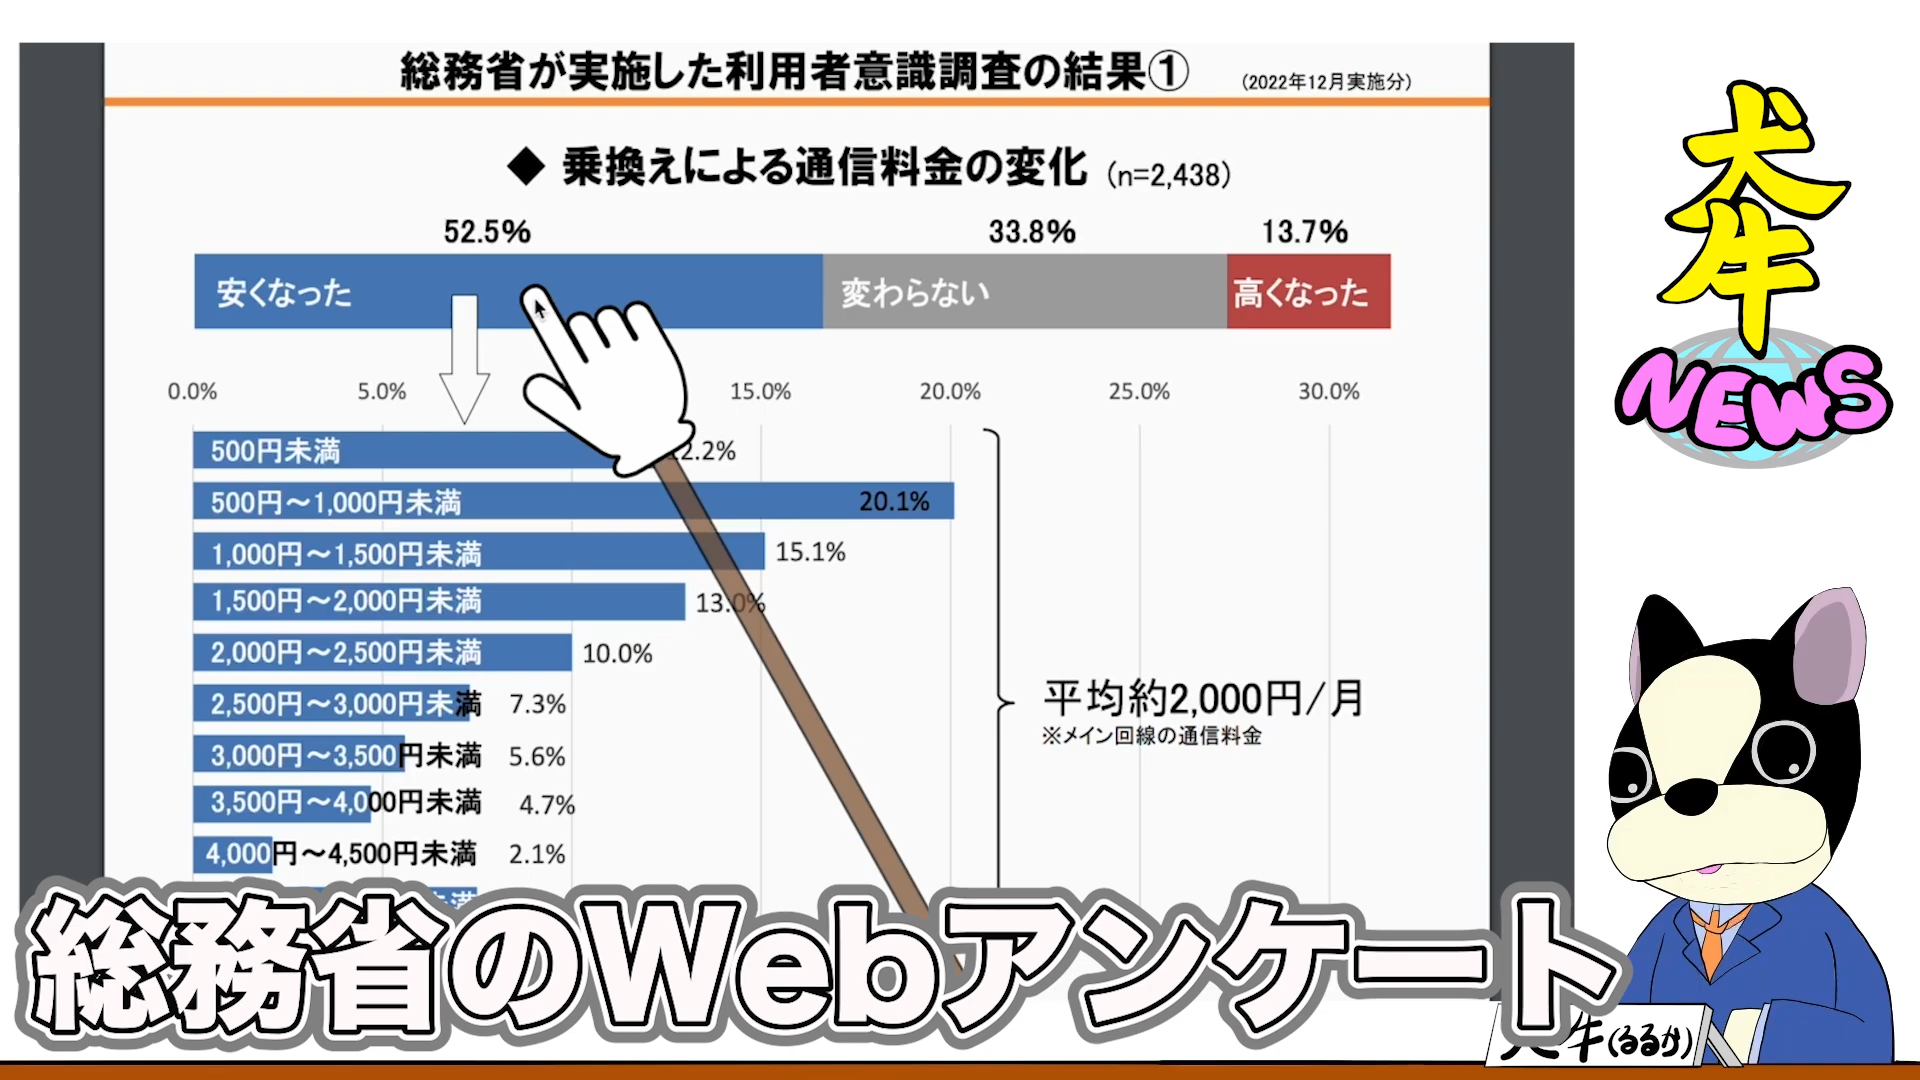 総務省が実施した利用者意識調査の結果① (2022年12月実施分)
◆ 乗換えによる通信料金の変化 (n=2,438)
52.5% 33.8% 13.7%
安くなった 変わらない 高くなった
0.0% 5.0% 15.0% 20.0% 25.0% 30.0%
500円未満 2.2%
500円～1,000円未満 20.1%
1,000円～1,500円未満 15.1%
1,500円～2,000円未満 13.0%
2,000円～2,500円未満 10.0%
2,500円～3,000円未満 7.3%
3,000円～3,500円未満 5.6%
3,500円～4,000円未満 4.7%
4,000円～4,500円未満 2.1%
平均約2,000円/月
※メイン回線の通信料金
総務省のWebアンケート
犬牛
NEWS
犬牛(るるか)